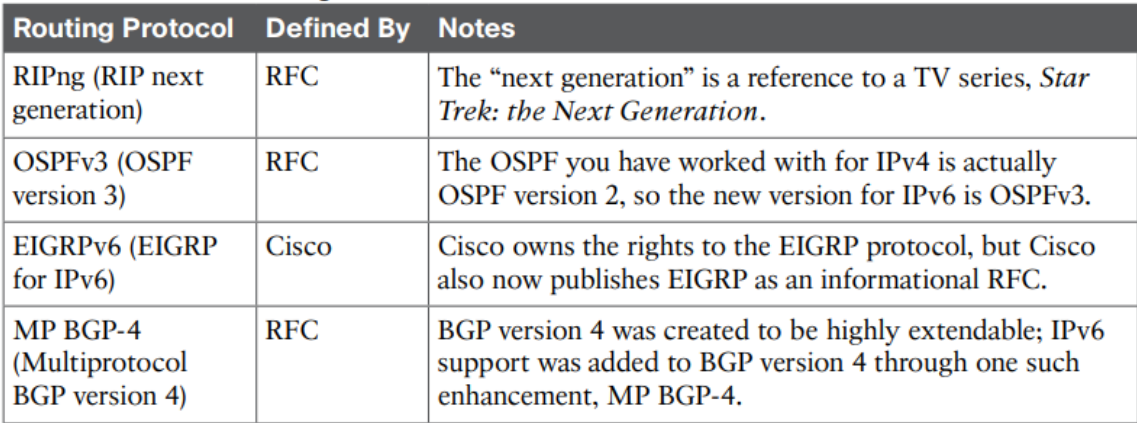 Routing Protocol Defined By Notes
RIPng (RIP next generation) RFC The “next generation” is a reference to a TV series, Star
Trek: the Next Generation.
OSPFv3 (OSPF version 3) RFC The OSPF you have worked with for IPv4 is actually
OSPF version 2, so the new version for IPv6 is OSPFv3.
EIGRPv6 (EIGRP for IPv6) Cisco Cisco owns the rights to the EIGRP protocol, but Cisco
also now publishes EIGRP as an informational RFC.
MP BGP-4 (Multiprotocol BGP version 4) RFC BGP version 4 was created to be highly extendable; IPv6
support was added to BGP version 4 through one such
enhancement, MP BGP-4.